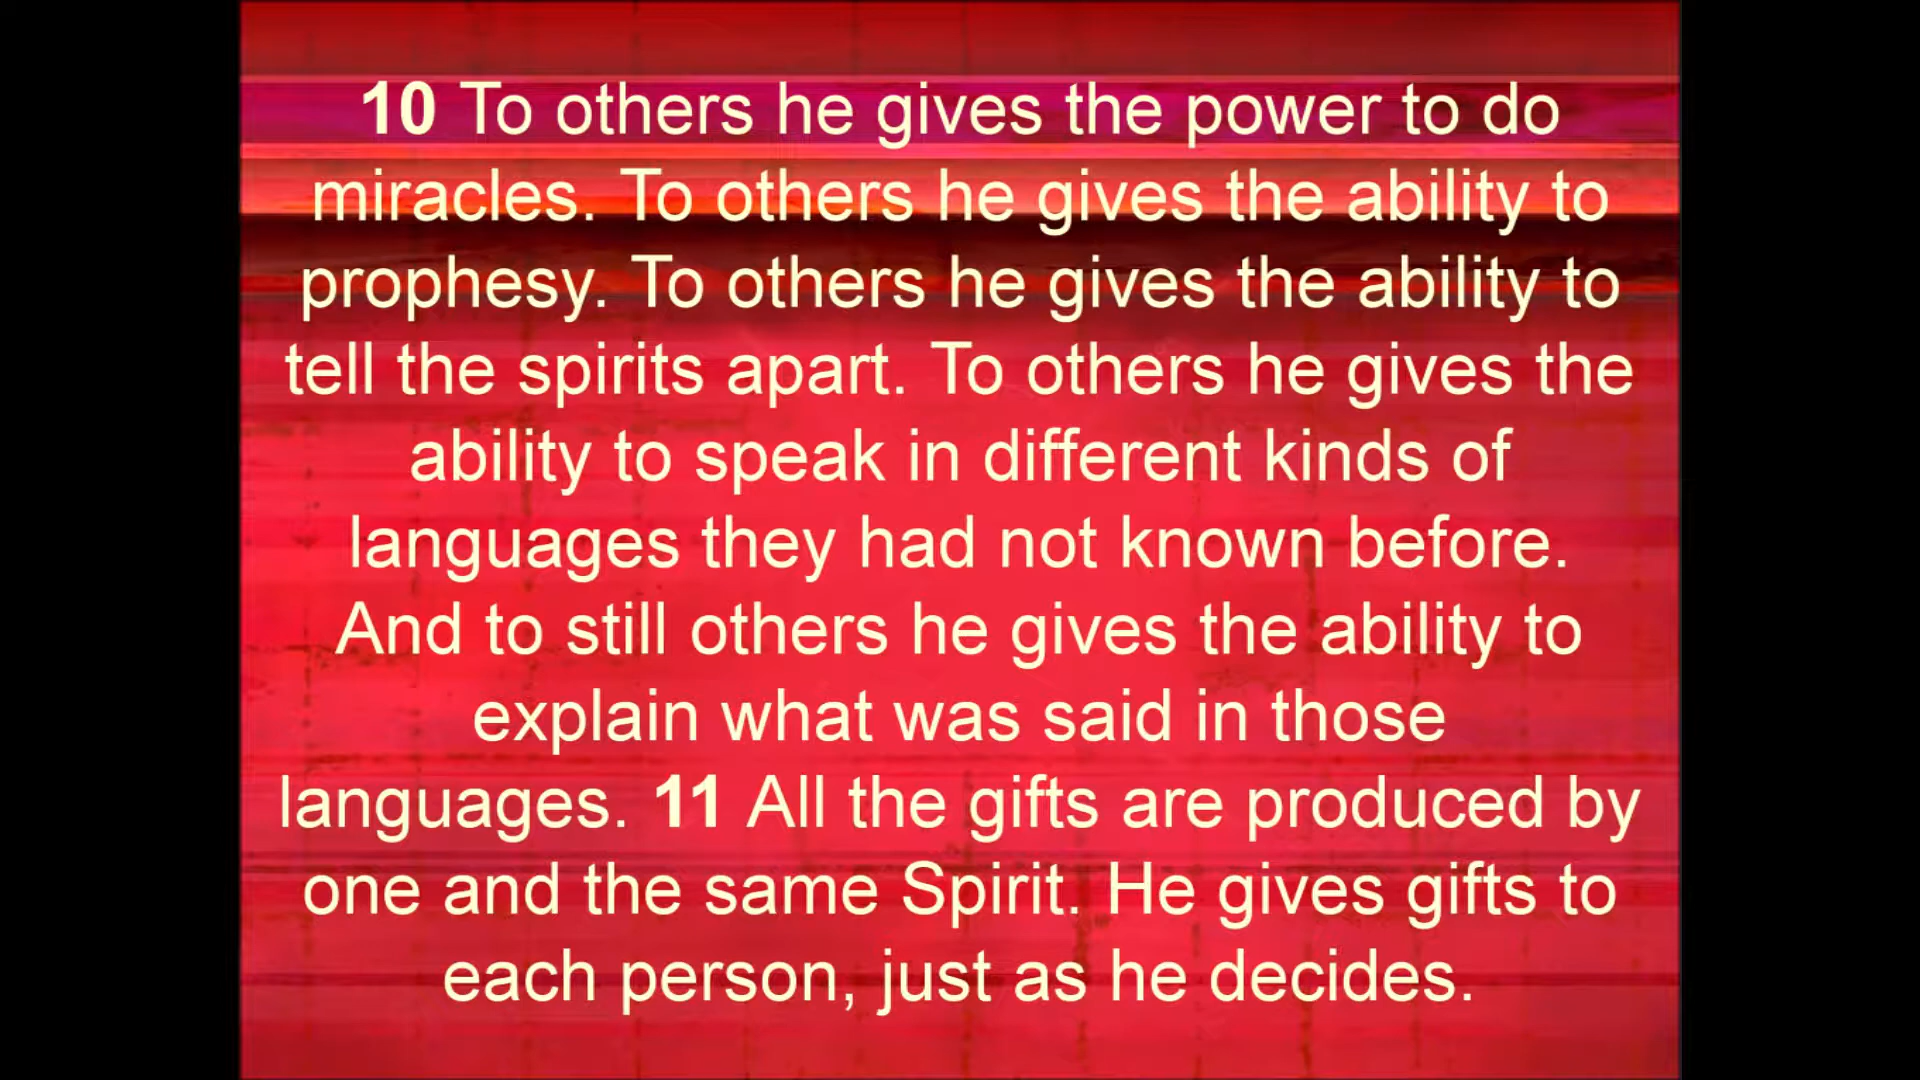 10 To others he gives the power to do
miracles. To others he gives the ability to
prophesy. To others he gives the ability to
tell the spirits apart. To others he gives the
ability to speak in different kinds of
languages they had not known before.
And to still others he gives the ability to
explain what was said in those
languages. 11 All the gifts are produced by
one and the same Spirit. He gives gifts to
each person, just as he decides.